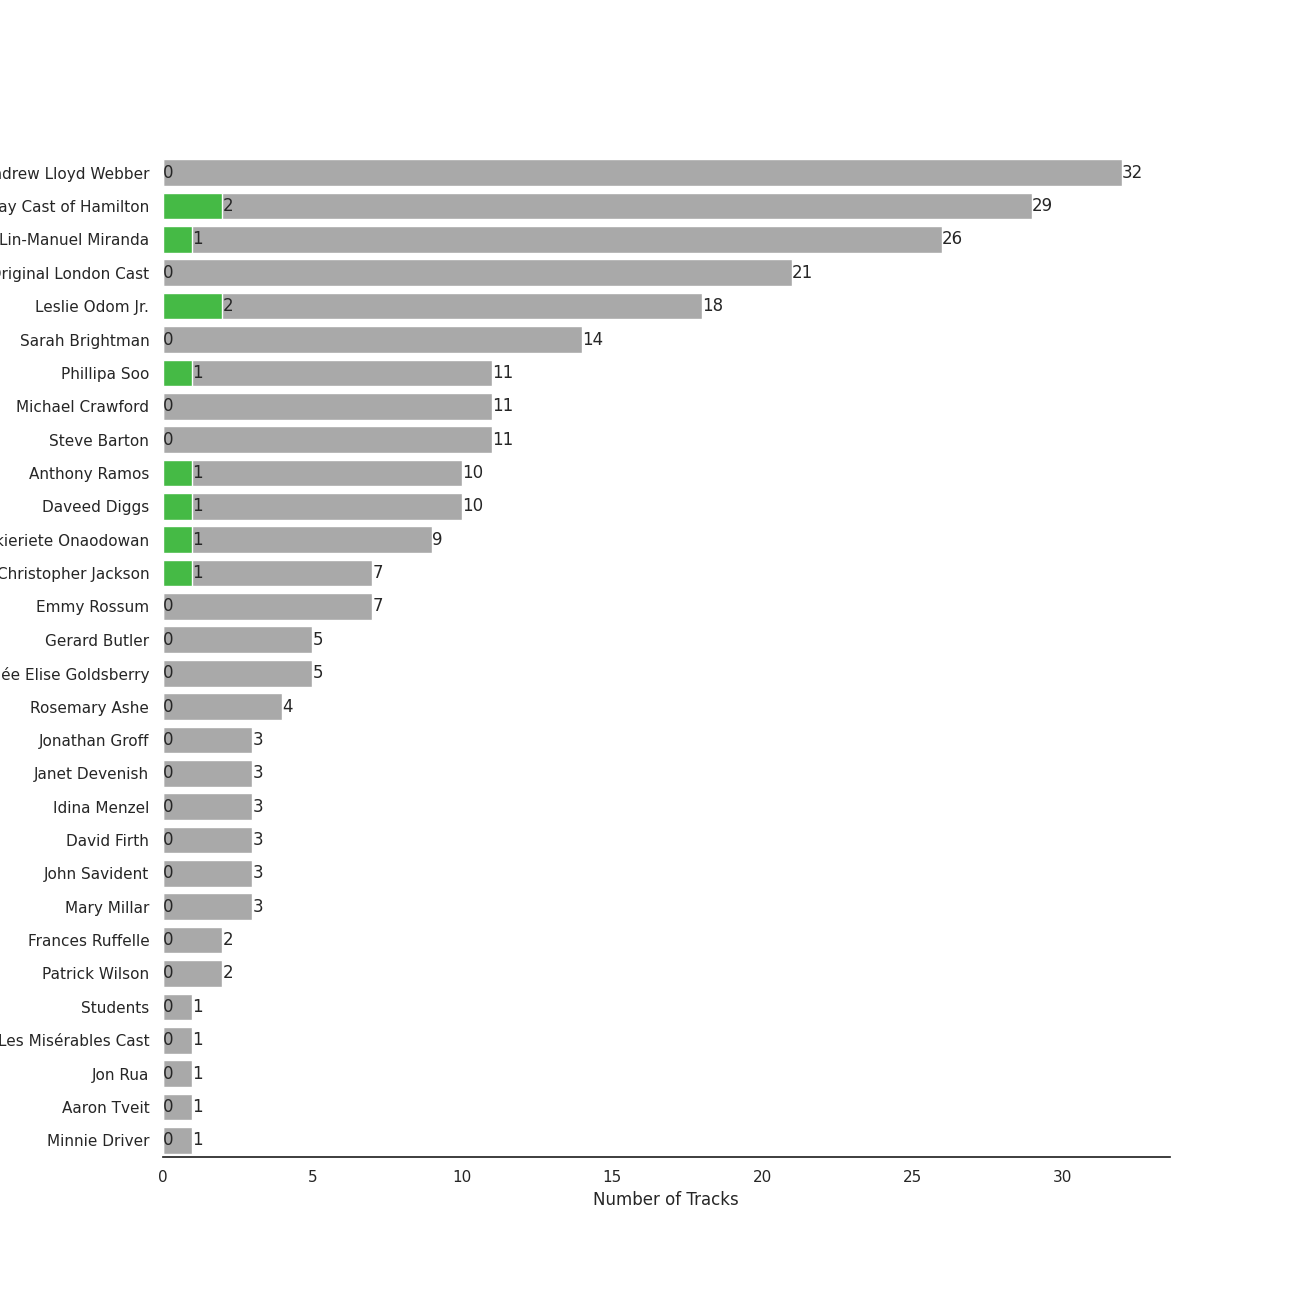 drew Lloyd Webber 0 32
ay Cast of Hamilton 2 29
Lin-Manuel Miranda 1 26
riginal London Cast 0 21
Leslie Odom Jr. 2 18
Sarah Brightman 0 14
Phillipa Soo 1 11
Michael Crawford 0 11
Steve Barton 0 11
Anthony Ramos 1 10
Daveed Diggs 1 10
kieriete Onaodowan 1 9
Christopher Jackson 1 7
Emmy Rossum 0 7
Gerard Butler 0 5
ée Elise Goldsberry 0 5
Rosemary Ashe 0 4
Jonathan Groff 0 3
Janet Devenish 0 3
Idina Menzel 0 3
David Firth 0 3
John Savident 0 3
Mary Millar 0 3
Frances Ruffelle 0 2
Patrick Wilson 0 2
Students 0 1
Les Misérables Cast 0 1
Jon Rua 0 1
Aaron Tveit 0 1
Minnie Driver 0 1
0 5 10 15 20 25 30
Number of Tracks